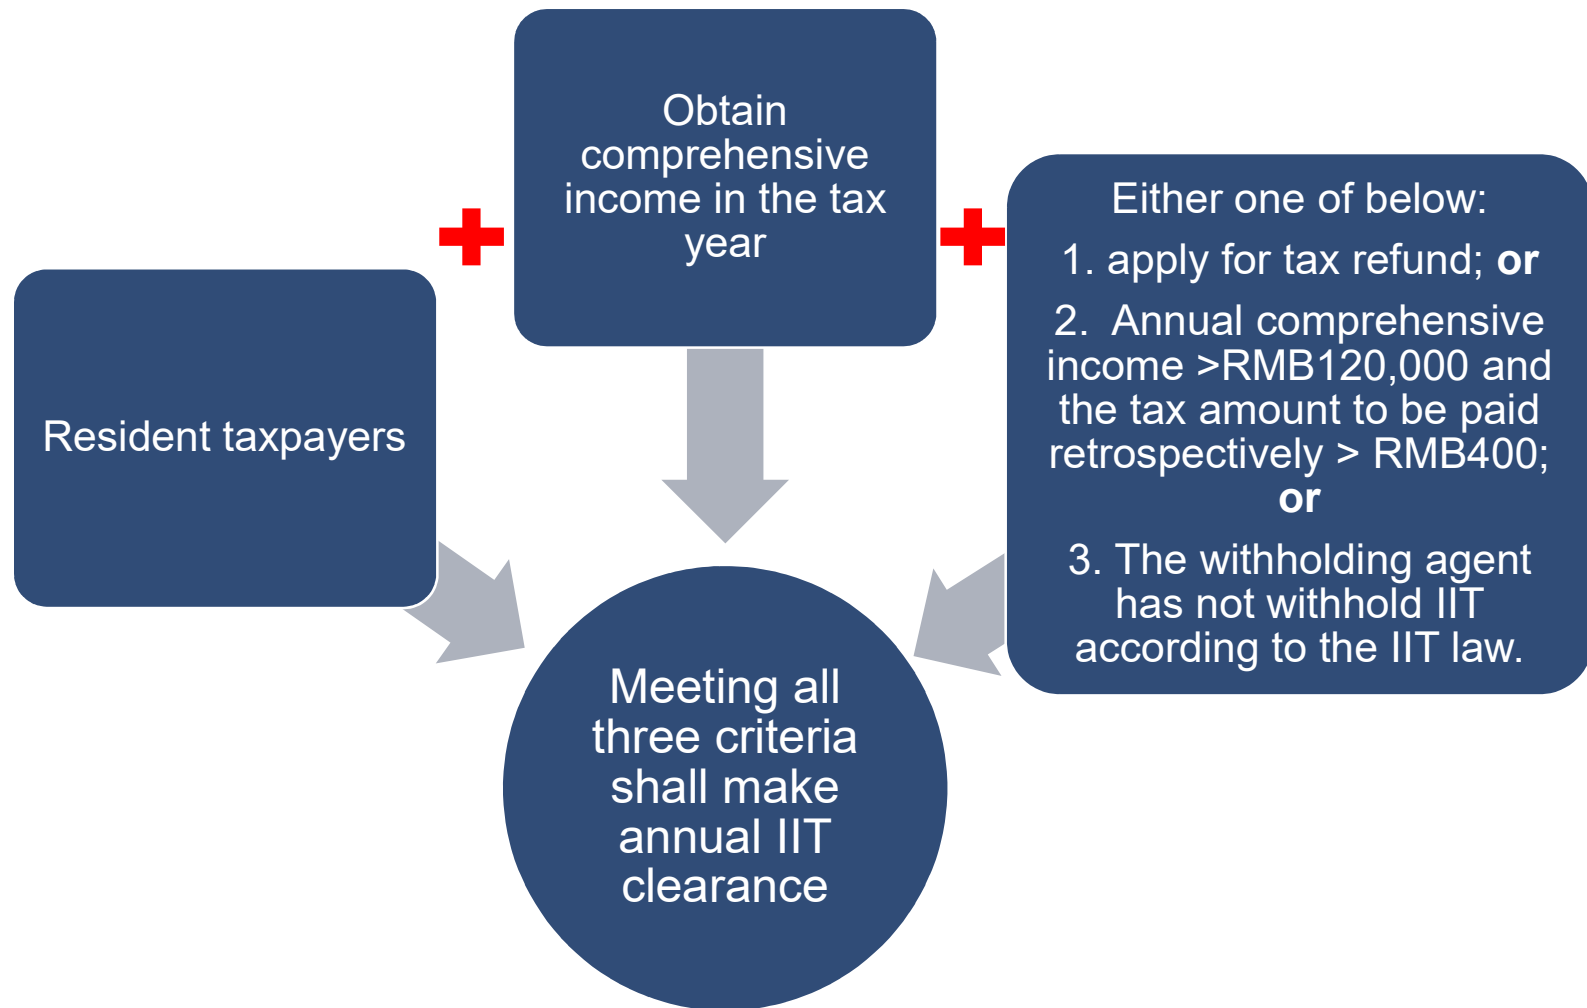 Resident taxpayers
Obtain
comprehensive
income in the tax
year
Either one of below:
1. apply for tax refund; or
2. Annual comprehensive
income >RMB120,000 and
the tax amount to be paid
retrospectively > RMB400;
or
3. The withholding agent
has not withhold IIT
according to the IIT law.
Meeting all
three criteria
shall make
annual IIT
clearance